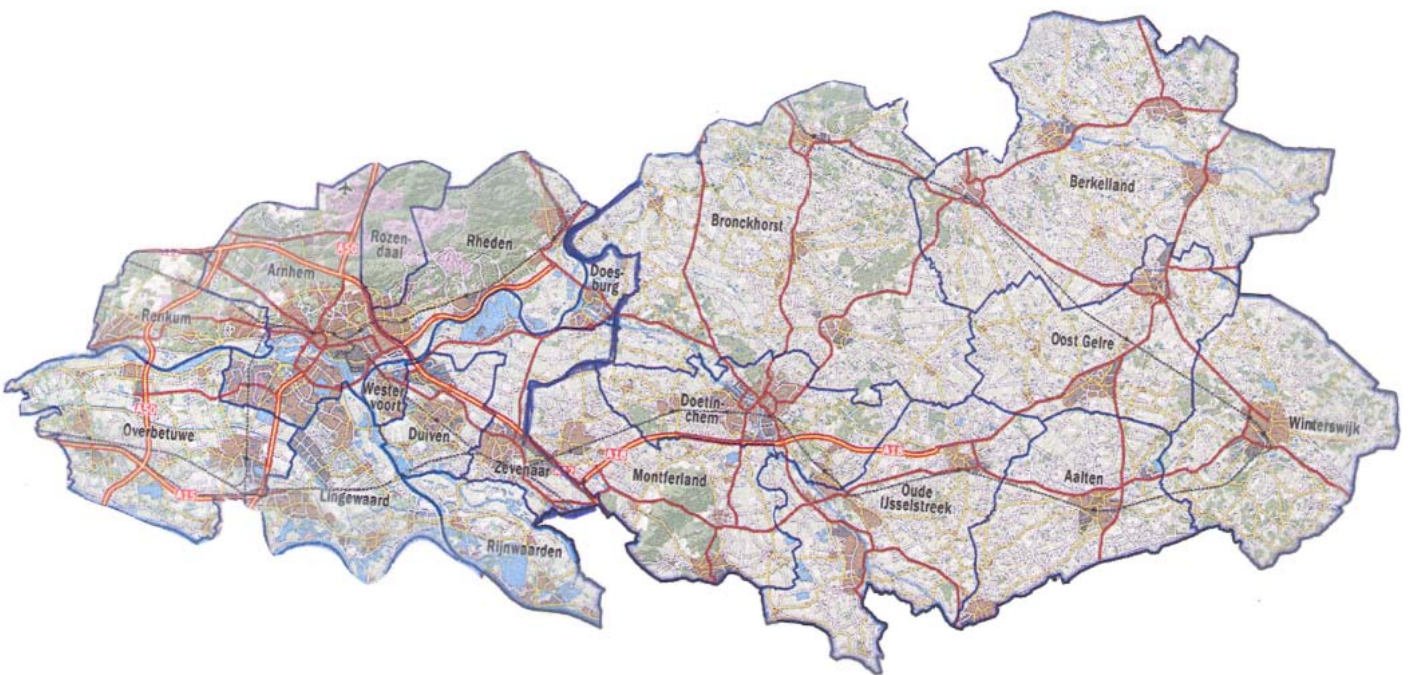 Berkelland
Bronckhorst
Rozen-
daal
Rheden
A50
Arnhem
Does-
burg
Renkum
Oost Gelre
Wester-
voort
Doetin-
chem
A50
Overbetuwe
Duiven
Winterswijk
A18
A18
Zevenaar
Montferland
Aalten
Oude
IJsselstreek
A15
Lingewaard
Rijnwaarden